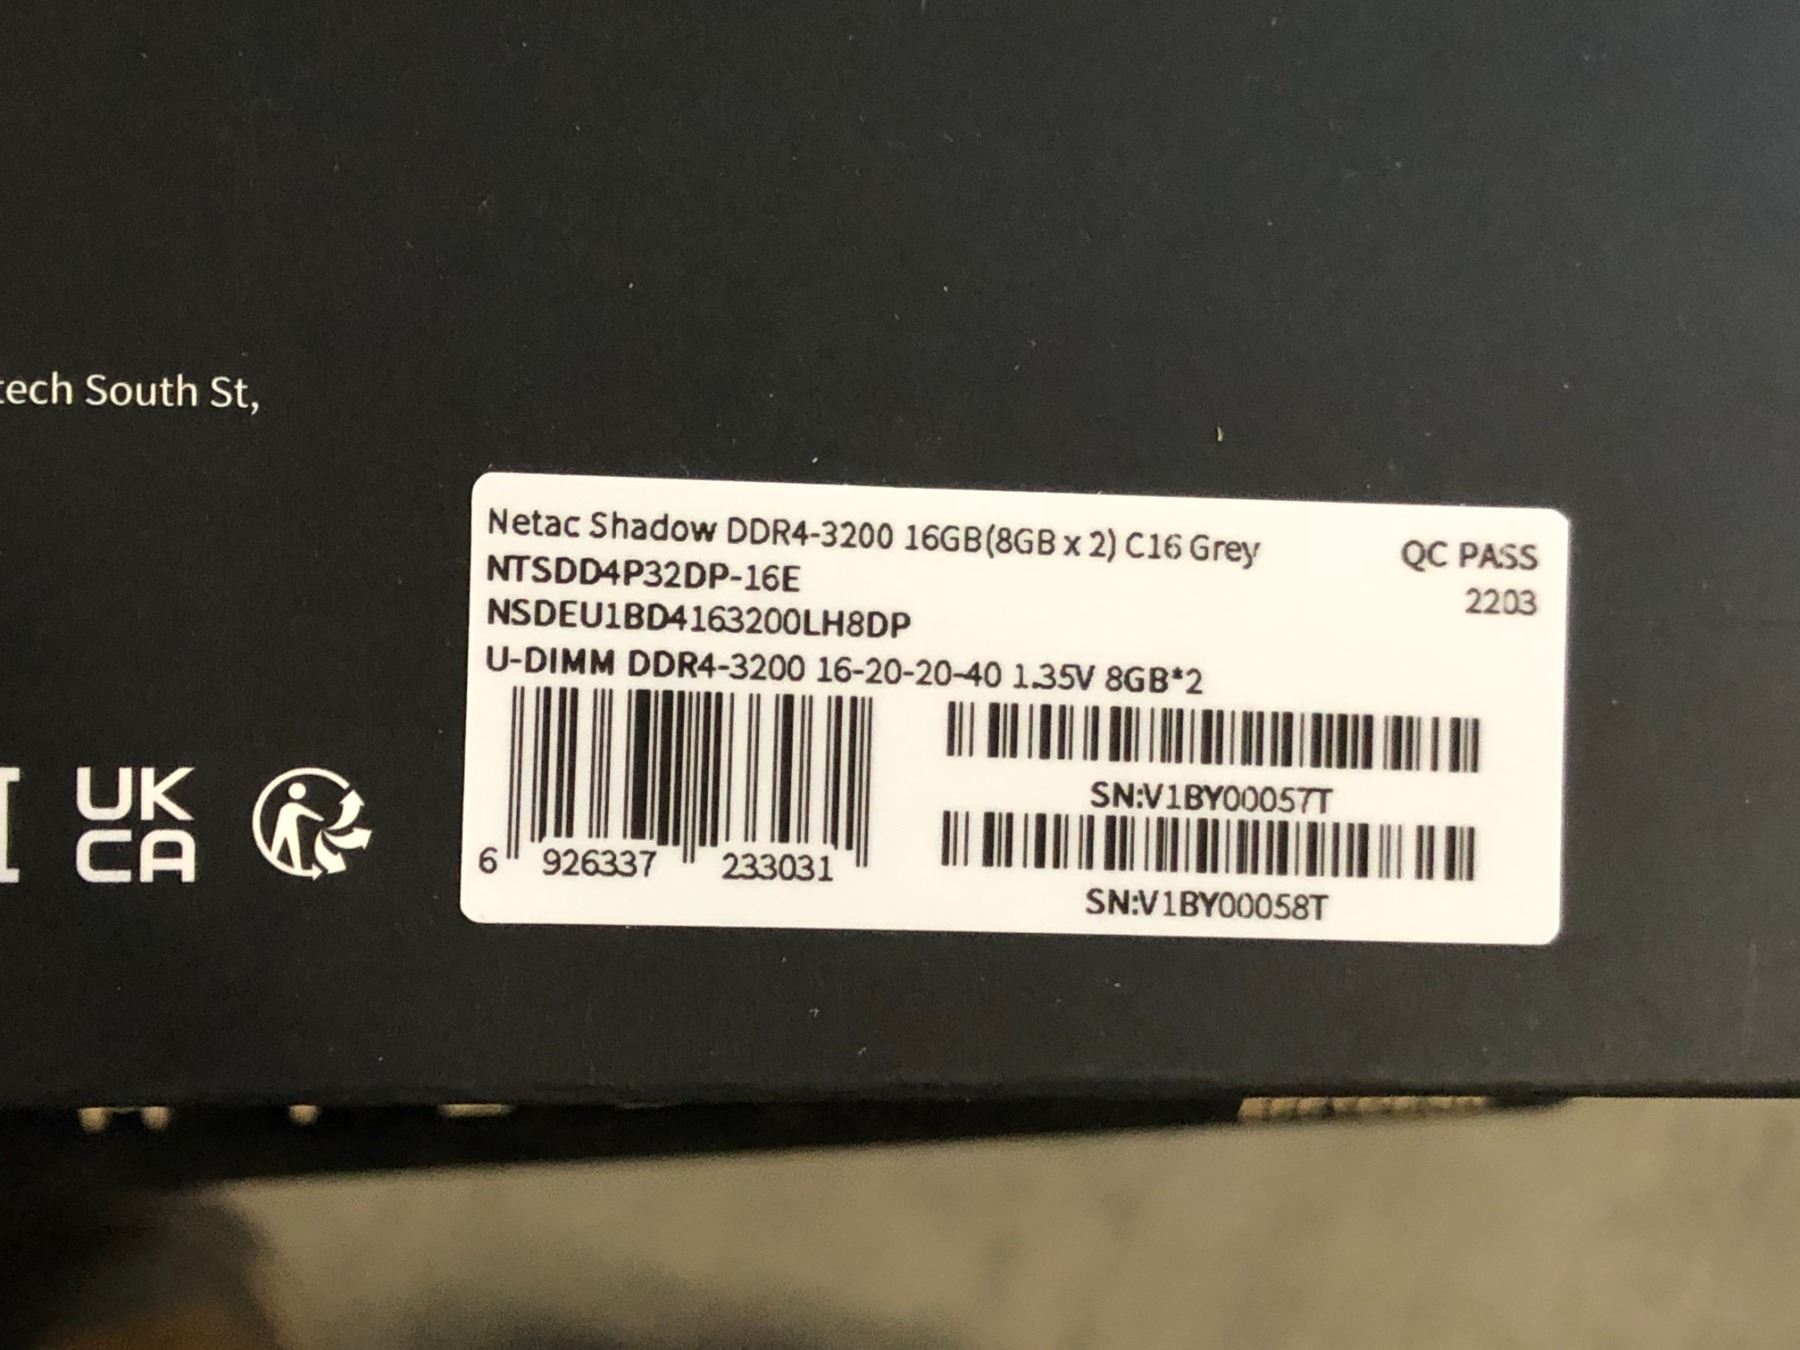 tech South St,
Netac Shadow DDR4-3200 16GB(8GB x 2) C16 Grey
NTSDD4P32DP-16E
NSDEU1BD4163200LH8DP
U-DIMM DDR4-3200 16-20-20-40 1.35V 8GB*2
QC PASS
2203
6 926337 233031
SN:V1BY00057T
SN:V1BY00058T
UK
CA